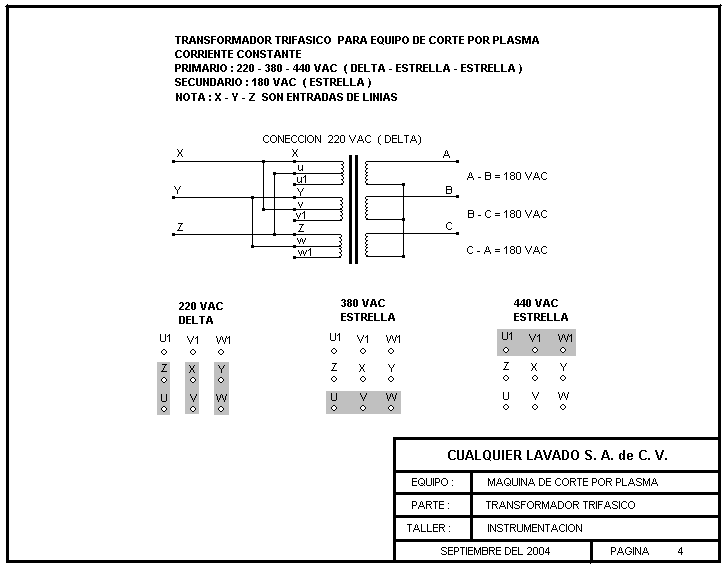 TRANSFORMADOR TRIFASICO PARA EQUIPO DE CORTE POR PLASMA
CORRIENTE CONSTANTE
PRIMARIO : 220 - 380 - 440 VAC ( DELTA - ESTRELLA - ESTRELLA )
SECUNDARIO : 180 VAC ( ESTRELLA )
NOTA : X - Y - Z SON ENTRADAS DE LINIAS
CONECCION 220 VAC ( DELTA)
X X A
u
u1
A - B = 180 VAC
Y Y B
v
v1
B - C = 180 VAC
Z Z C
w
w1
C - A = 180 VAC
220 VAC
DELTA
U1 V1 W1
Z X Y
U V W
380 VAC
ESTRELLA
U1 V1 W1
Z X Y
U V W
440 VAC
ESTRELLA
U1 V1 W1
Z X Y
U V W
CUALQUIER LAVADO S. A. de C. V.
EQUIPO : MAQUINA DE CORTE POR PLASMA
PARTE : TRANSFORMADOR TRIFASICO
TALLER : INSTRUMENTACION
SEPTIEMBRE DEL 2004 PAGINA 4